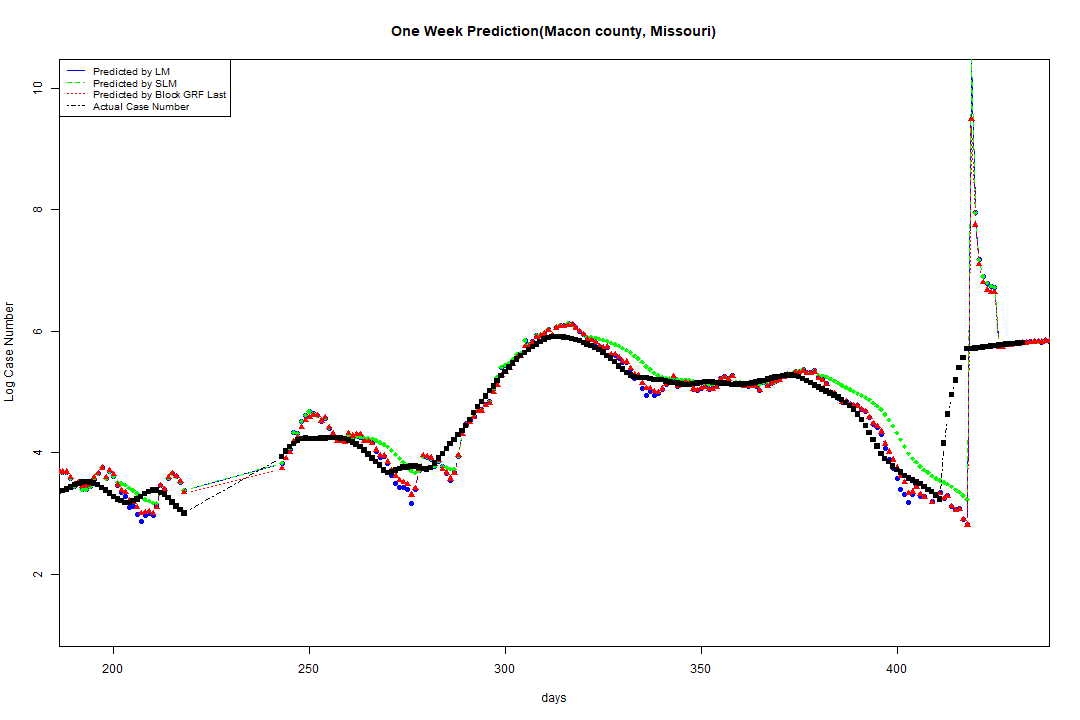 One Week Prediction(Macon county, Missouri)
Predicted by LM
Predicted by SLM
Predicted by Block GRF Last
Actual Case Number
10
8
6
4
2
Log Case Number
200
250
300
350
400
days